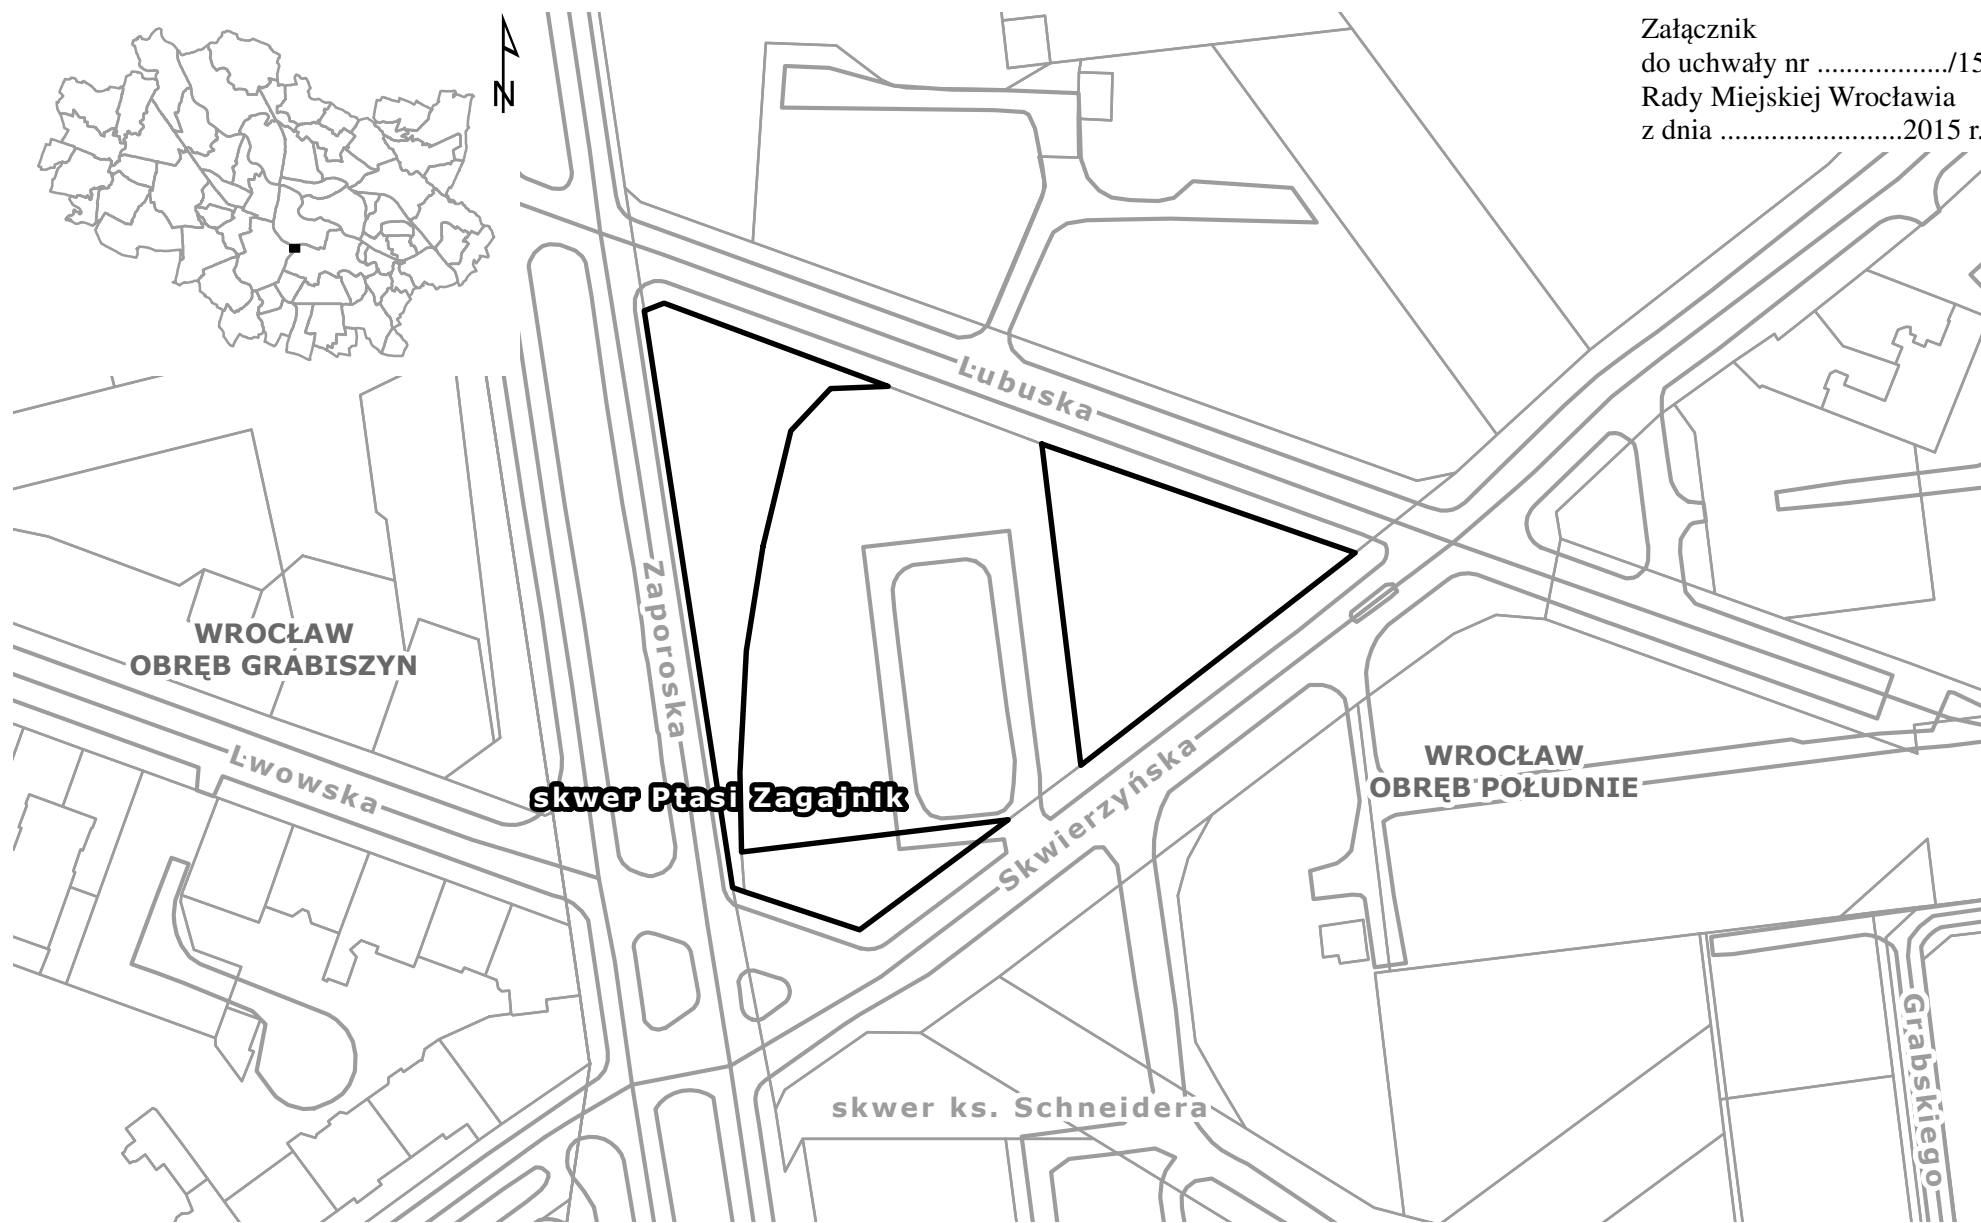 Załącznik
do uchwały nr ................../15
Rady Miejskiej Wrocławia
z dnia .........................2015 r.
N
Łubuska
Zaporoska
WROCŁAW
OBRĘB GRABISZYN
Lwowska
skwer Ptasi Zagajnik
Skwierzyńska
WROCŁAW
OBRĘB POŁUDNIE
Grabskiego
skwer ks. Schneidera